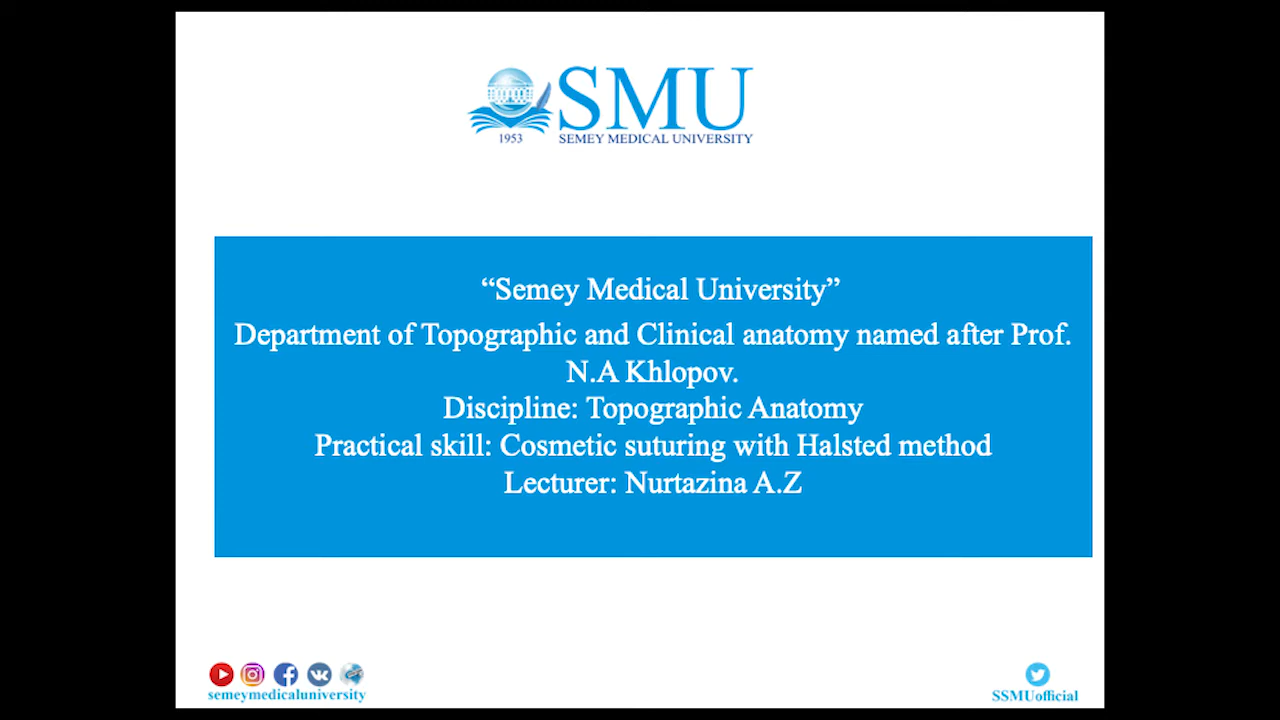 SMU
1953 SEMEY MEDICAL UNIVERSITY
“Semey Medical University”
Department of Topographic and Clinical anatomy named after Prof.
N.A Khlopov.
Discipline: Topographic Anatomy
Practical skill: Cosmetic suturing with Halsted method
Lecturer: Nurtazina A.Z
semeymedicaluniversity
SSMUofficial